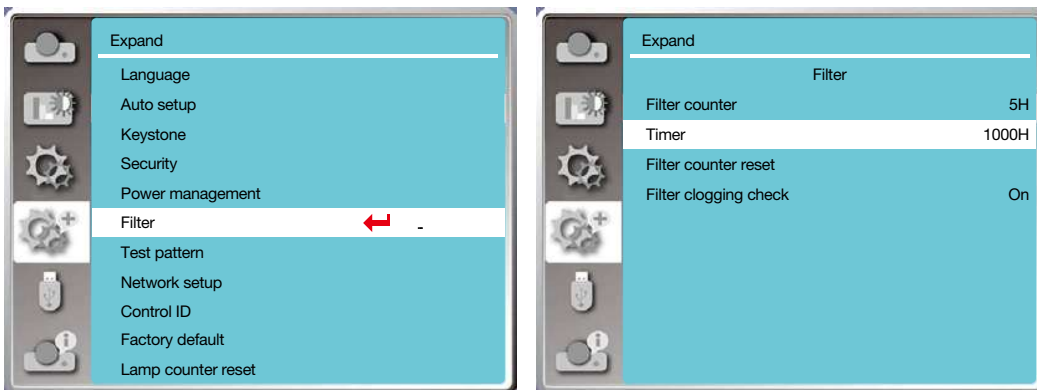 Expand
Language
Auto setup
Keystone
Security
Power management
Filter -
Test pattern
Network setup
Control ID
Factory default
Lamp counter reset
Expand
Filter
Filter counter 5H
Timer 1000H
Filter counter reset
Filter clogging check On